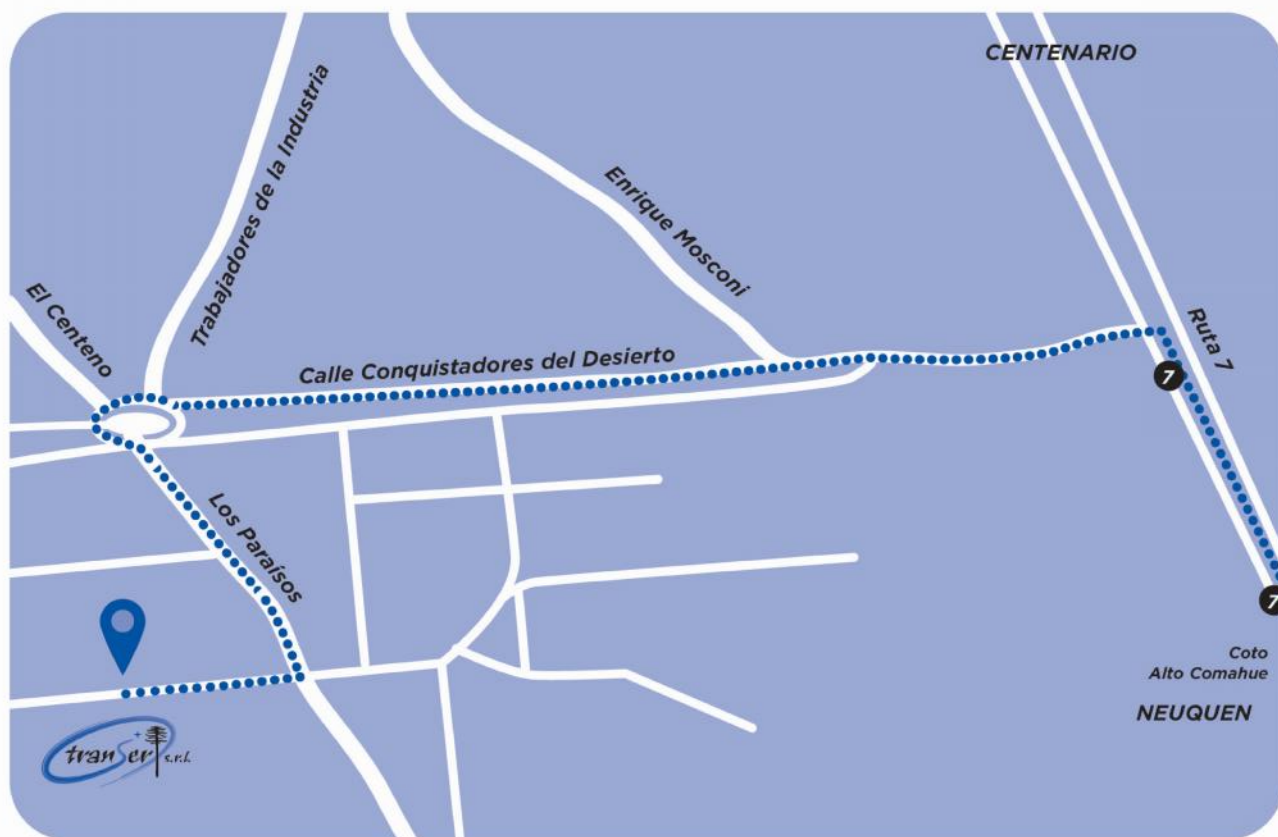 CENTENARIO
Trabajadores de la Industria
Enrique Mosconi
El Centeno
Ruta 7
Calle Conquistadores del Desierto
7
Los Paraísos
7
Coto
Alto Comahue
NEUQUEN
tranSer s.r.l.